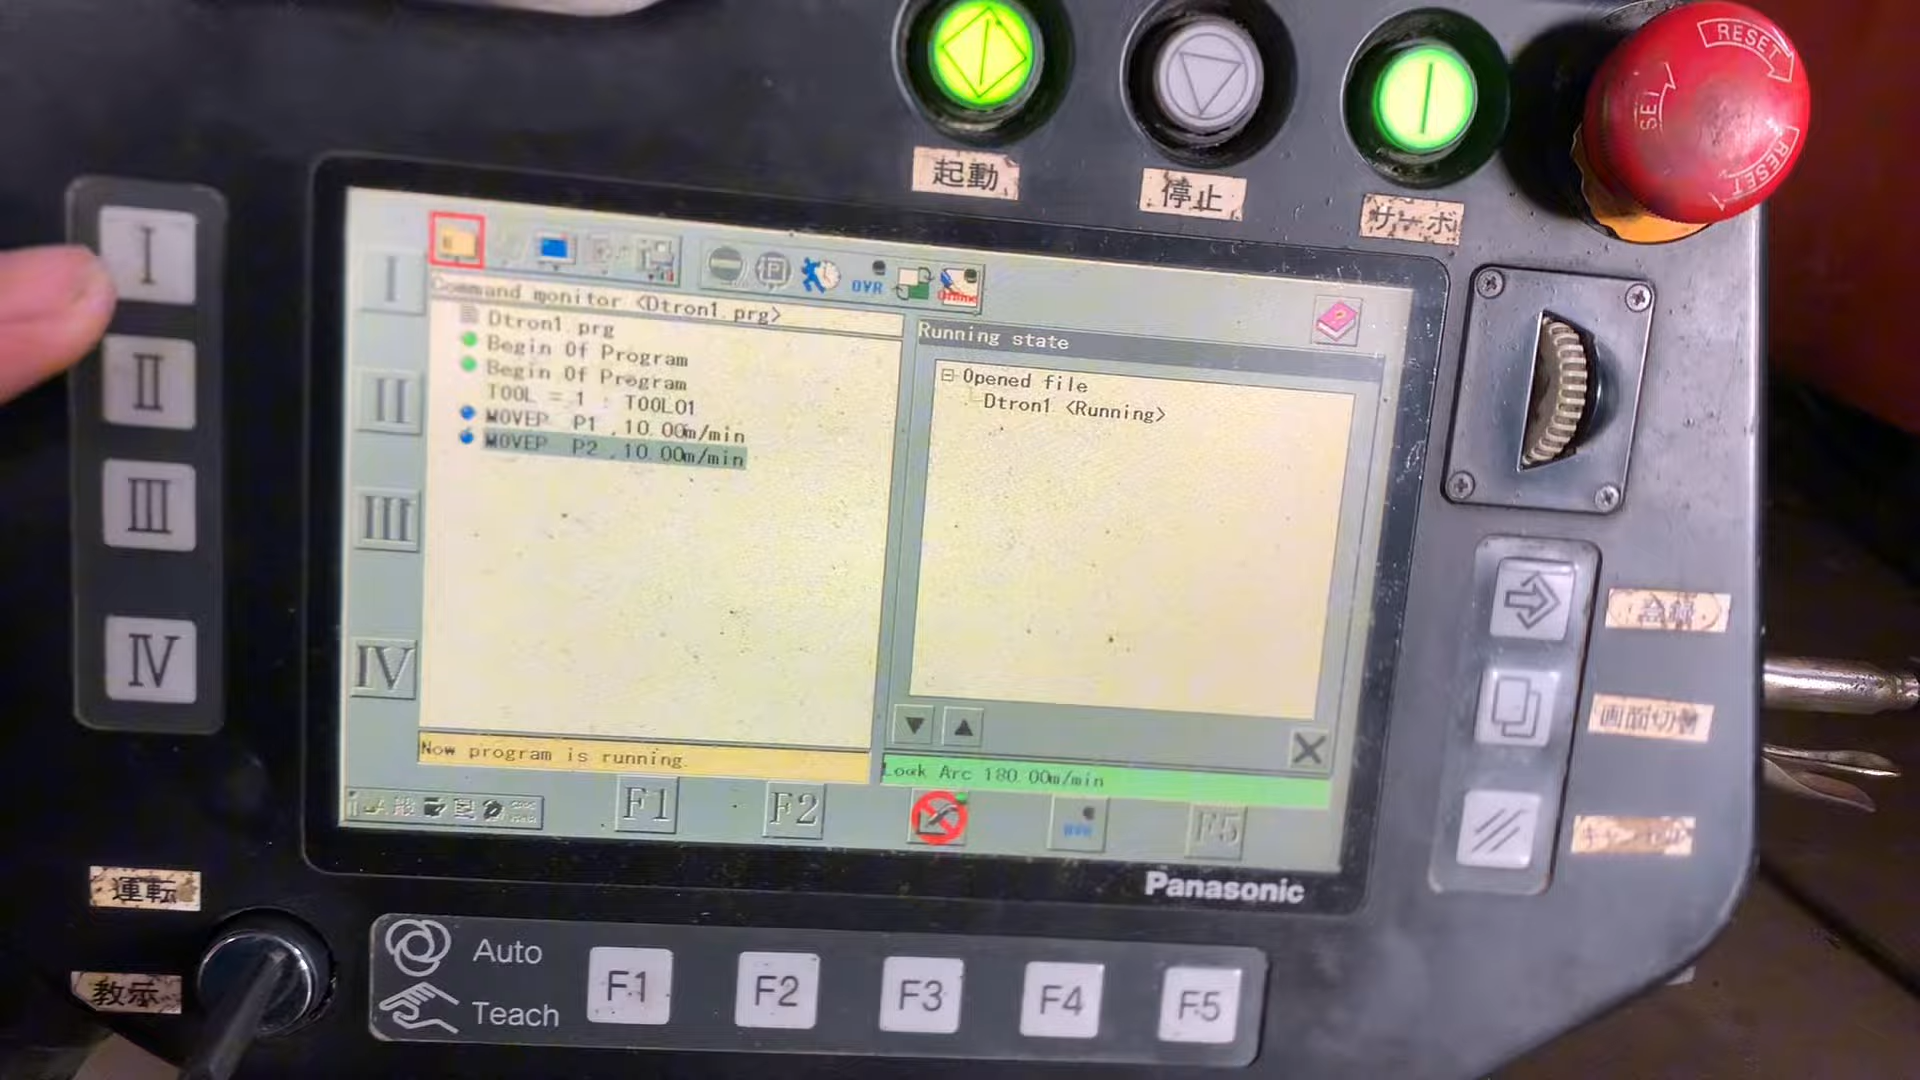 RESET
SET
RESET
起動
停止
サーボ
I
II
III
IV
I
II
III
IV
OVR
Command monitor <Dtron1.prg>
Dtron1.prg
Begin Of Program
Begin Of Program
TOOL = 1 : TOOL01
MOVEP P1 ,10.00m/min
MOVEP P2 ,10.00m/min
Running state
Opened file
Dtron1 <Running>
Now program is running.
Lock Arc 180.00m/min
F1
F2
F5
Panasonic
画面切替
運転
教示
Auto
Teach
F1
F2
F3
F4
F5